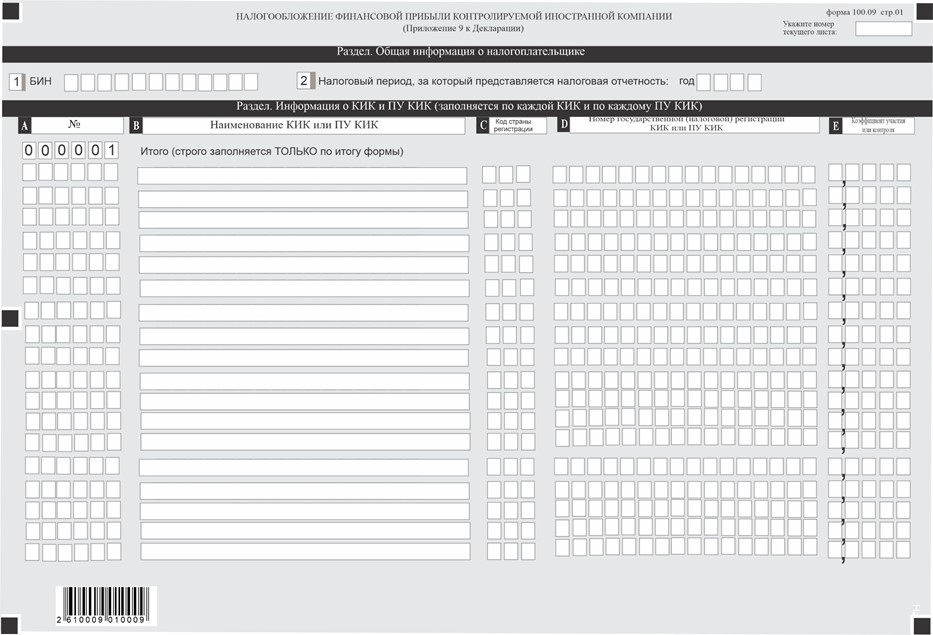 форма 100.09 стр.01
НАЛОГООБЛОЖЕНИЕ ФИНАНСОВОЙ ПРИБЫЛИ КОНТРОЛИРУЕМОЙ ИНОСТРАННОЙ КОМПАНИИ
(Приложение 9 к Декларации)
Укажите номер
текущего листа:
Раздел. Общая информация о налогоплательщике
1 БИН
2 Налоговый период, за который представляется налоговая отчетность: год
Раздел. Информация о КИК и ПУ КИК (заполняется по каждой КИК и по каждому ПУ КИК)
A №
B Наименование КИК или ПУ КИК
C Код страны
регистрации
D Номер государственной (налоговой) регистрации
КИК или ПУ КИК
E Коэффициент участия
или контроля
000001 Итого (строго заполняется ТОЛЬКО по итогу формы)
2 610009 010009